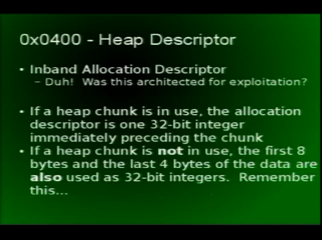 0x0400 - Heap Descriptor
• Inband Allocation Descriptor
– Duh! Was this architected for exploitation?
• If a heap chunk is in use, the allocation
descriptor is one 32-bit integer
immediately preceding the chunk
• If a heap chunk is not in use, the first 8
bytes and the last 4 bytes of the data are
also used as 32-bit integers. Remember
this...